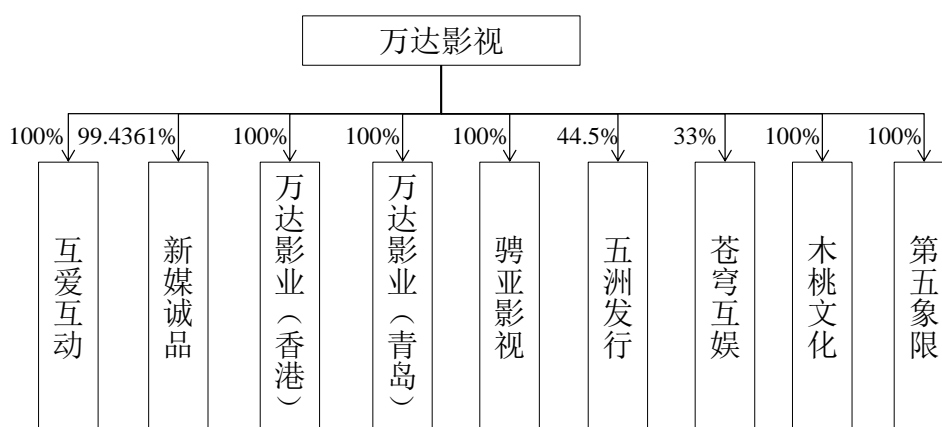 万达影视
100%
99.4361%
100%
100%
100%
44.5%
33%
100%
100%
互爱互动
新媒诚品
万达影业（香港）
万达影业（青岛）
骋亚影视
五洲发行
苍穹互娱
木桃文化
第五象限